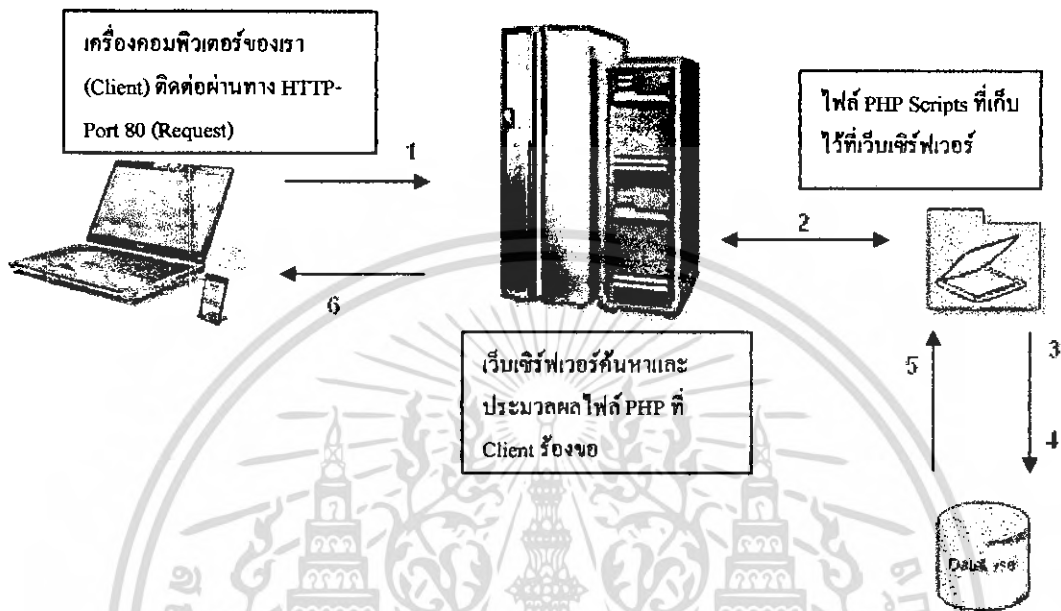 เครื่องคอมพิวเตอร์ของเรา
(Client) ติดต่อผ่านทาง HTTP-
Port 80 (Request)
1
6
ไฟล์ PHP Scripts ที่เก็บ
ไว้ที่เว็บเซิร์ฟเวอร์
2
เว็บเซิร์ฟเวอร์ค้นหาและ
ประมวลผลไฟล์ PHP ที่
Client ร้องขอ
5
3
4
Database